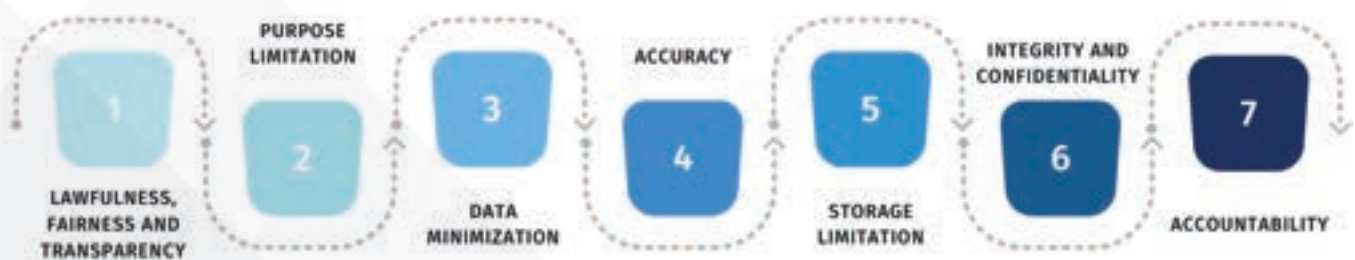 1
LAWFULNESS,
FAIRNESS AND
TRANSPARENCY
PURPOSE
LIMITATION
2
3
DATA
MINIMIZATION
ACCURACY
4
5
STORAGE
LIMITATION
INTEGRITY AND
CONFIDENTIALITY
6
7
ACCOUNTABILITY